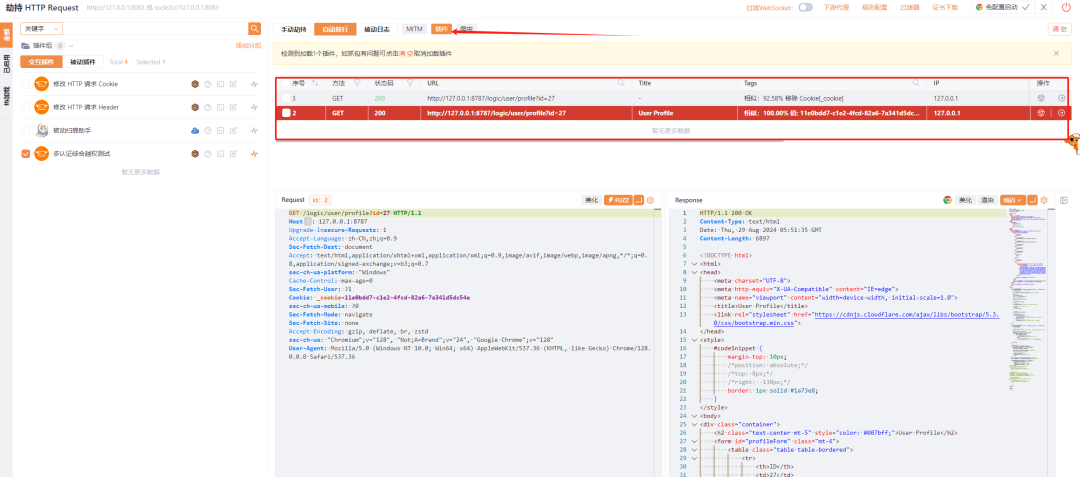 劫持 HTTP Request
http://127.0.0.1:8083 或 socks5://127.0.0.1:8083
过滤WebSocket:
下游代理
规则配置
过滤器
证书下载
免配置启动
关键字
手动劫持
自动放行
被动日志
MITM
插件
清空
插件组 0
添加分组
检测到加载1个插件, 如抓包有问题可点击清空取消加载插件
交互插件
被动插件
Total 4
Selected 1
已启用
修改 HTTP 请求 Cookie
修改 HTTP 请求 Header
被动扫描助手
多认证综合越权测试
暂无更多数据
序号
方法
状态码
URL
Title
Tags
IP
操作
3
GET
200
http://127.0.0.1:8787/logic/user/profile?id=27
-
相似: 92.58% 移除 Cookie[_cookie]
127.0.0.1
2
GET
200
http://127.0.0.1:8787/logic/user/profile?id=27
User Profile
相似: 100.00% 值: 11e0bdd7-c1e2-4fcd-82a6-7a341d5dc...
127.0.0.1
暂无更多数据
Request
id: 2
美化
FUZZ
GET /logic/user/profile?id=27 HTTP/1.1
Host : 127.0.0.1:8787
Upgrade-Insecure-Requests: 1
Accept-Language: zh-CN,zh;q=0.9
Sec-Fetch-Dest: document
Accept: text/html,application/xhtml+xml,application/xml;q=0.9,image/avif,image/webp,image/apng,*/*;q=0.
8,application/signed-exchange;v=b3;q=0.7
sec-ch-ua-platform: "Windows"
Cache-Control: max-age=0
Sec-Fetch-User: ?1
Cookie: _cookie=11e0bdd7-c1e2-4fcd-82a6-7a341d5dc54e
sec-ch-ua-mobile: ?0
Sec-Fetch-Mode: navigate
Sec-Fetch-Site: none
Accept-Encoding: gzip, deflate, br, zstd
sec-ch-ua: "Chromium";v="128", "Not;A=Brand";v="24", "Google Chrome";v="128"
User-Agent: Mozilla/5.0 (Windows NT 10.0; Win64; x64) AppleWebKit/537.36 (KHTML, like Gecko) Chrome/128.
0.0.0 Safari/537.36
Response
美化
渲染
编码
1 HTTP/1.1 200 OK
2 Content-Type: text/html
3 Date: Thu, 29 Aug 2024 05:51:35 GMT
4 Content-Length: 6897
5
6 <!DOCTYPE html>
7 <html>
8 <head>
9 <meta charset="UTF-8">
10 <meta http-equiv="X-UA-Compatible" content="IE=edge">
11 <meta name="viewport" content="width=device-width, initial-scale=1.0">
12 <title>User Profile</title>
13 <link rel="stylesheet" href="https://cdnjs.cloudflare.com/ajax/libs/bootstrap/5.3.
0/css/bootstrap.min.css">
14 </head>
15 <style>
16 #codeSnippet {
17 margin-top: 10px;
18 /*position: absolute;*/
19 /*top: 0px;*/
20 /*right: -130px;*/
21 border: 1px solid #1a73e8;
22 }
23 </style>
24 <body>
25 <div class="container">
26 <h2 class="text-center mt-5" style="color: #007bff;">User Profile</h2>
27 <form id="profileForm" class="mt-4">
28 <table class="table table-bordered">
29 <tr>
30 <th>ID</th>
31 <td>27</td>